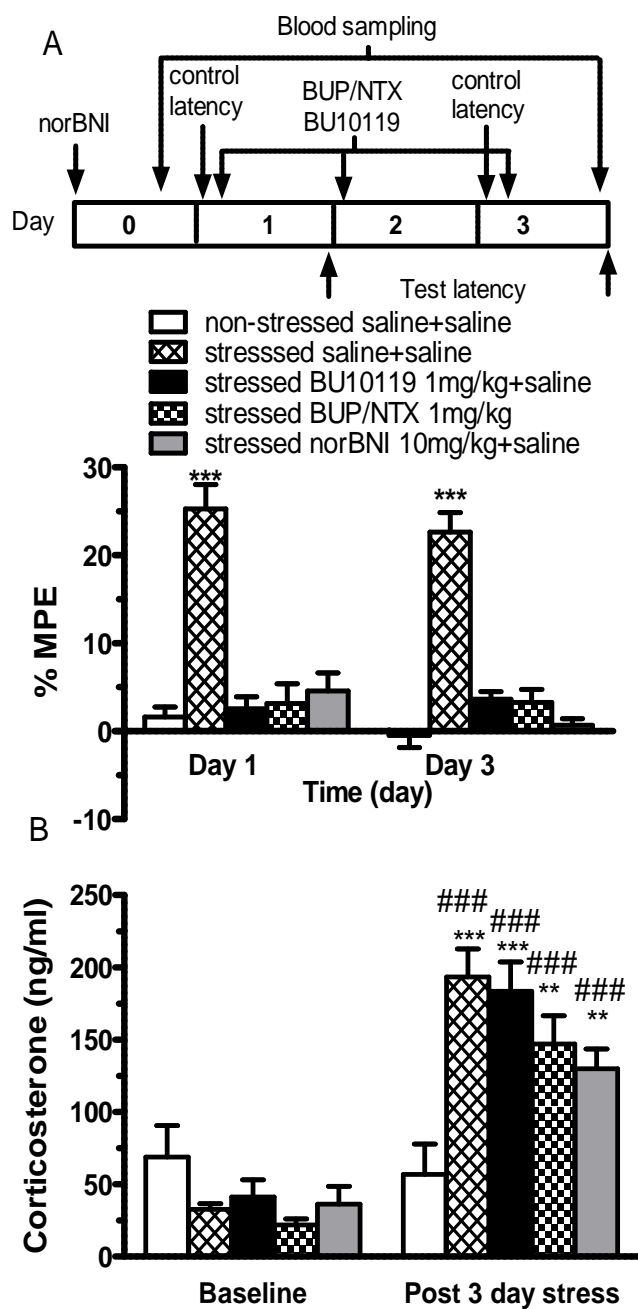 A
Blood sampling
control
latency
BUP/NTX
BU10119
control
latency
norBNI
Day 0 1 2 3
Test latency
non-stressed saline+saline
stresssed saline+saline
stressed BU10119 1mg/kg+saline
stressed BUP/NTX 1mg/kg
stressed norBNI 10mg/kg+saline
% MPE
30
20
10
0
-10
*** ***
Day 1 Day 3
Time (day)
B
Corticosterone (ng/ml)
250
200
150
100
50
0
### ### ### ###
*** *** ** **
Baseline Post 3 day stress